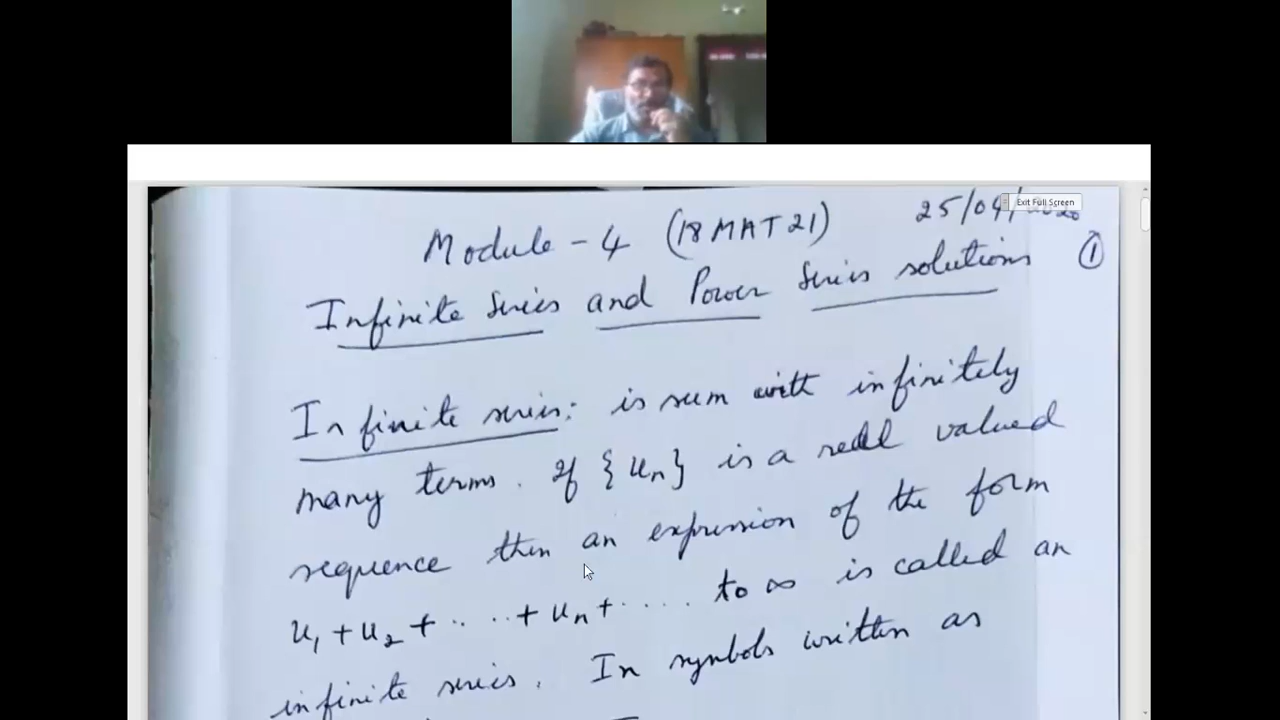 Exit Full Screen
25/04/2020
Module - 4 (18MAT21)
①
Infinite Series and Power Series solutions
Infinite series: is sum with infinitely
many terms. If {un} is a real valued
sequence then an expression of the form
u₁ + u₂ + ..... + un + ..... to ∞ is called an
infinite series. In symbols written as